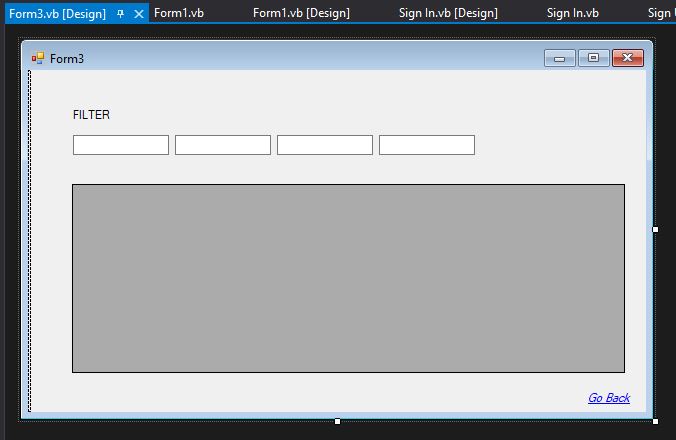 Form3.vb [Design] Form1.vb Form1.vb [Design] Sign In.vb [Design] Sign In.vb Sign
Form3
FILTER
Go Back